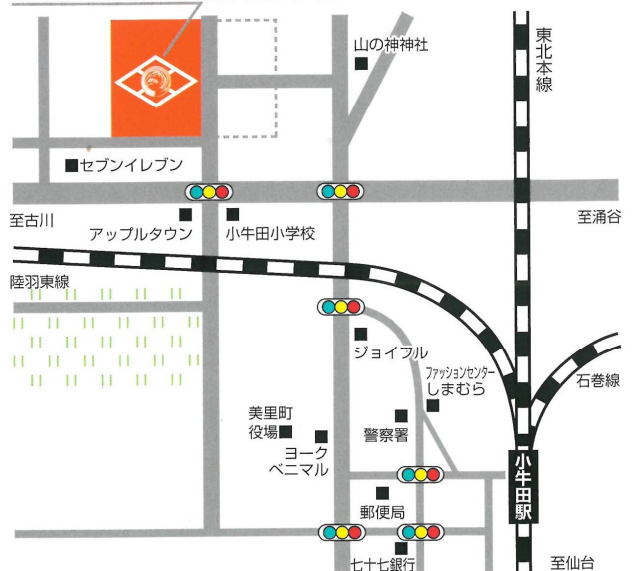 山の神神社
東北本線
セブンイレブン
至古川
アップルタウン
小牛田小学校
至涌谷
陸羽東線
ジョイフル
ファッションセンター
しまむら
石巻線
美里町
役場
ヨーク
ベニマル
警察署
小牛田駅
郵便局
七十七銀行
至仙台